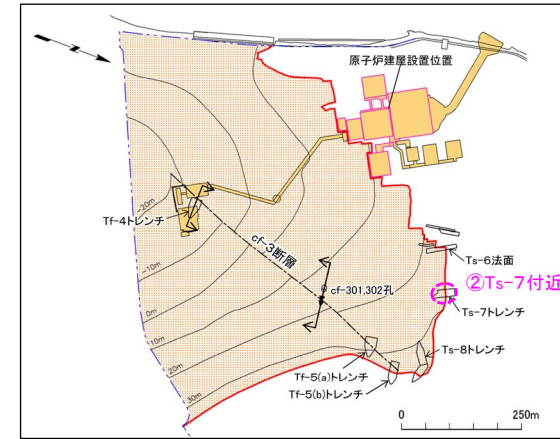 原子炉建屋設置位置
-20m
Tf-4トレンチ
-10m
cf-3断層
Ts-6法面
②Ts-7付近
0m
cf-301,302孔
Ts-7トレンチ
10m
20m
Ts-8トレンチ
Tf-5(a)トレンチ
30m
Tf-5(b)トレンチ
0 250m